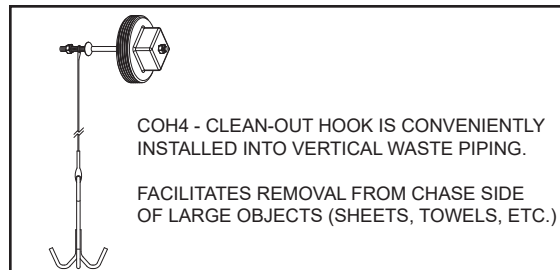 COH4 - CLEAN-OUT HOOK IS CONVENIENTLY
INSTALLED INTO VERTICAL WASTE PIPING.
FACILITATES REMOVAL FROM CHASE SIDE
OF LARGE OBJECTS (SHEETS, TOWELS, ETC.)